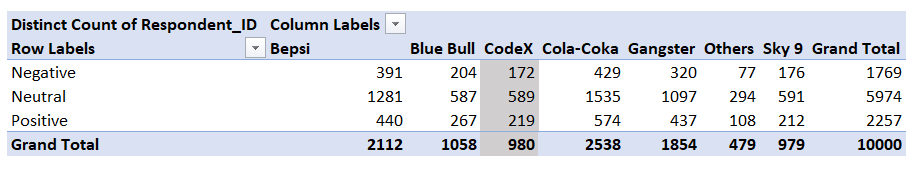 Distinct Count of Respondent_ID Column Labels
Row Labels Bepsi Blue Bull CodeX Cola-Coka Gangster Others Sky 9 Grand Total
Negative 391 204 172 429 320 77 176 1769
Neutral 1281 587 589 1535 1097 294 591 5974
Positive 440 267 219 574 437 108 212 2257
Grand Total 2112 1058 980 2538 1854 479 979 10000